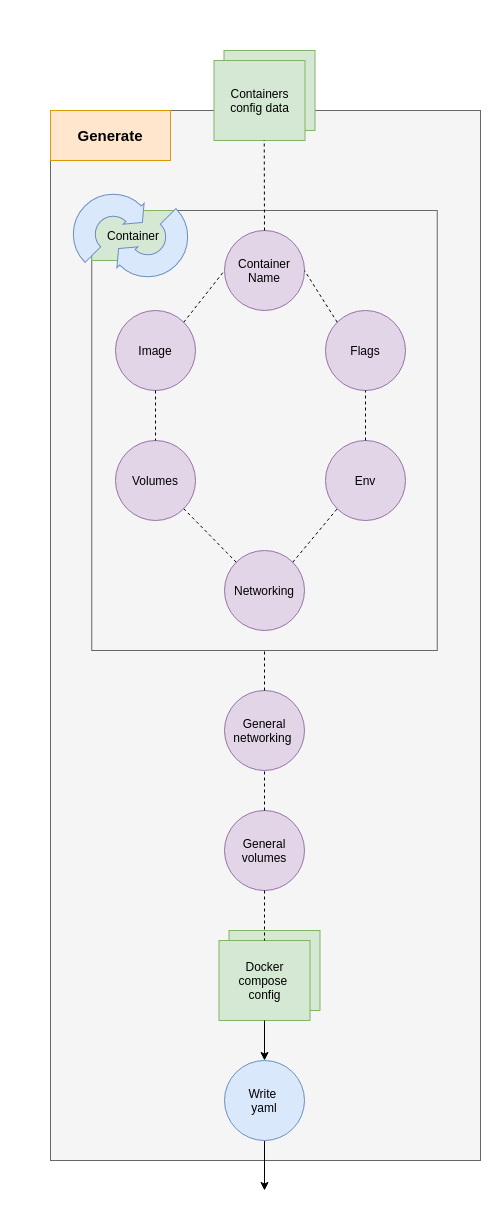 Containers
config data
Generate
Container
Container
Name
Image
Flags
Volumes
Env
Networking
General
networking
General
volumes
Docker
compose
config
Write
yaml